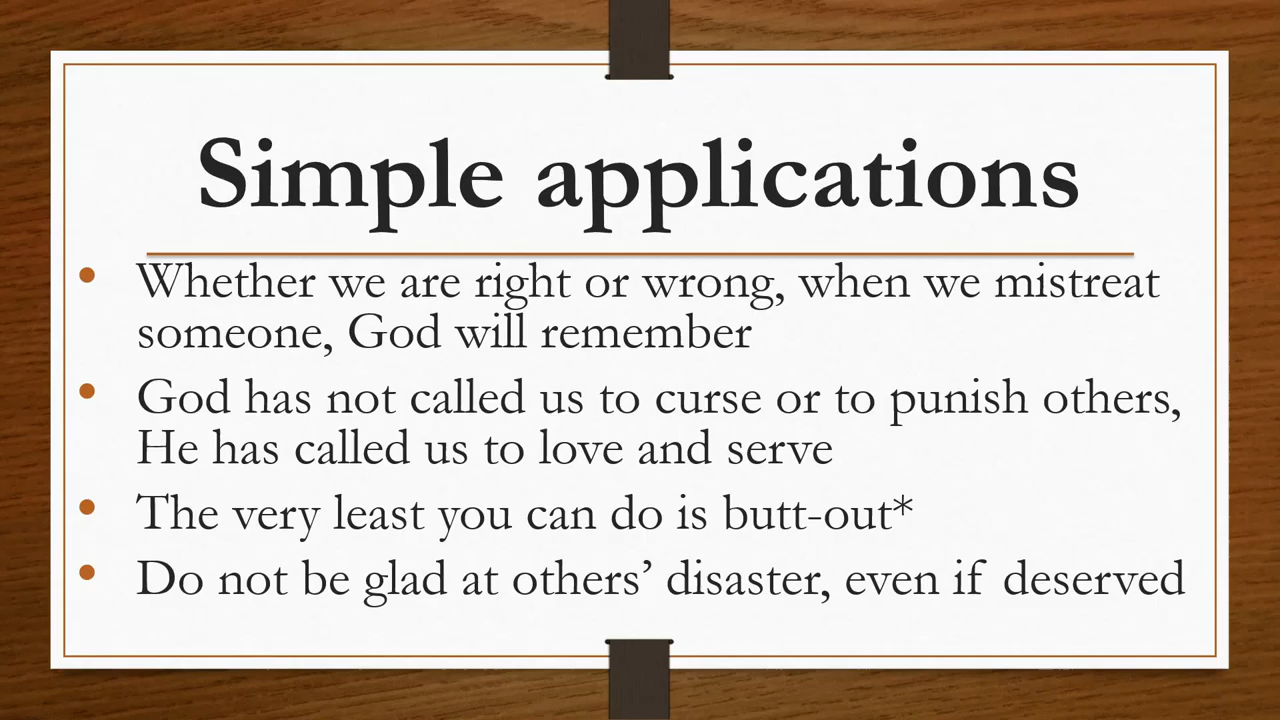 Simple applications
• Whether we are right or wrong, when we mistreat
someone, God will remember
• God has not called us to curse or to punish others,
He has called us to love and serve
• The very least you can do is butt-out*
• Do not be glad at others’ disaster, even if deserved